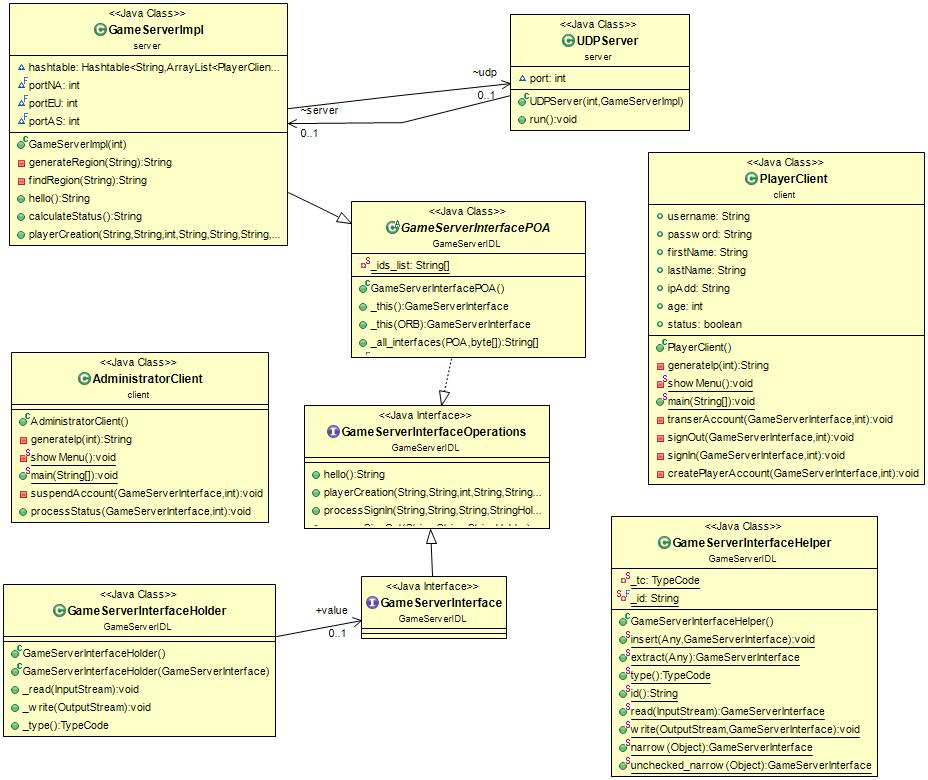 <<Java Class>>
GameServerImpl
server
hashtable: Hashtable<String,ArrayList<PlayerClien...
portNA: int
portEU: int
portAS: int
GameServerImpl(int)
generateRegion(String):String
findRegion(String):String
hello():String
calculateStatus():String
playerCreation(String,String,int,String,String,String,...
~udp
0..1
~server
0..1
<<Java Class>>
UDPServer
server
port: int
UDPServer(int,GameServerImpl)
run():void
<<Java Class>>
PlayerClient
client
username: String
password: String
firstName: String
lastName: String
ipAdd: String
age: int
status: boolean
PlayerClient()
generateIp(int):String
showMenu():void
main(String[]):void
transerAccount(GameServerInterface,int):void
signOut(GameServerInterface,int):void
signIn(GameServerInterface,int):void
createPlayerAccount(GameServerInterface,int):void
<<Java Class>>
GameServerInterfacePOA
GameServerIDL
_ids_list: String[]
GameServerInterfacePOA()
_this():GameServerInterface
_this(ORB):GameServerInterface
_all_interfaces(POA,byte[]):String[]
<<Java Class>>
AdministratorClient
client
AdministratorClient()
generateIp(int):String
showMenu():void
main(String[]):void
suspendAccount(GameServerInterface,int):void
processStatus(GameServerInterface,int):void
<<Java Interface>>
GameServerInterfaceOperations
GameServerIDL
hello():String
playerCreation(String,String,int,String,String...
processSignIn(String,String,String,StringHol...
<<Java Class>>
GameServerInterfaceHolder
GameServerIDL
GameServerInterfaceHolder()
GameServerInterfaceHolder(GameServerInterface)
_read(InputStream):void
_write(OutputStream):void
_type():TypeCode
+value
0..1
<<Java Interface>>
GameServerInterface
GameServerIDL
<<Java Class>>
GameServerInterfaceHelper
GameServerIDL
_tc: TypeCode
_id: String
GameServerInterfaceHelper()
insert(Any,GameServerInterface):void
extract(Any):GameServerInterface
type():TypeCode
id():String
read(InputStream):GameServerInterface
write(OutputStream,GameServerInterface):void
narrow(Object):GameServerInterface
unchecked_narrow(Object):GameServerInterface